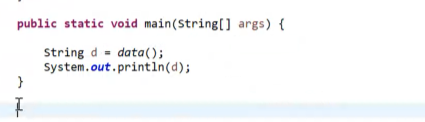 public static void main(String[] args) {
String d = data();
System.out.println(d);
}